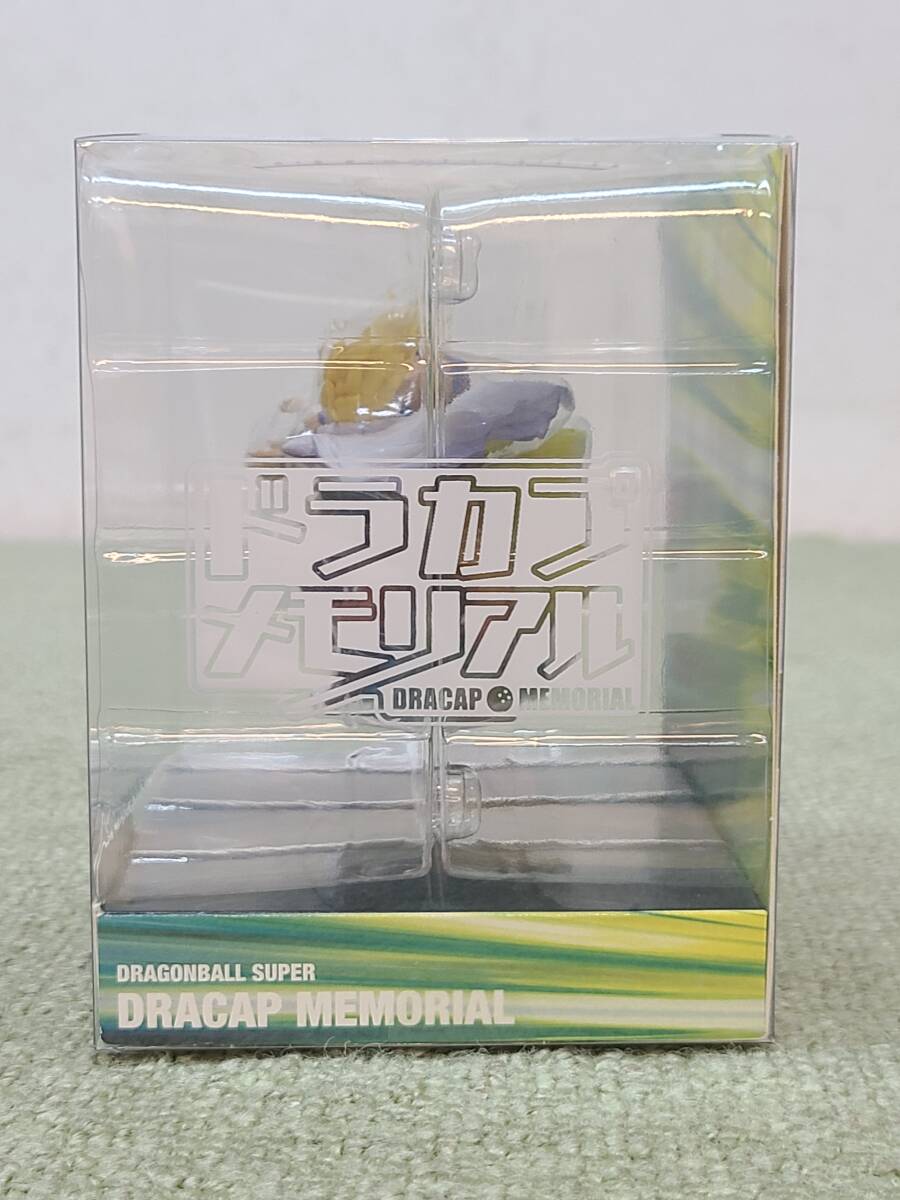 ドラカプ
メモリアル
DRACAP MEMORIAL
DRAGONBALL SUPER
DRACAP MEMORIAL